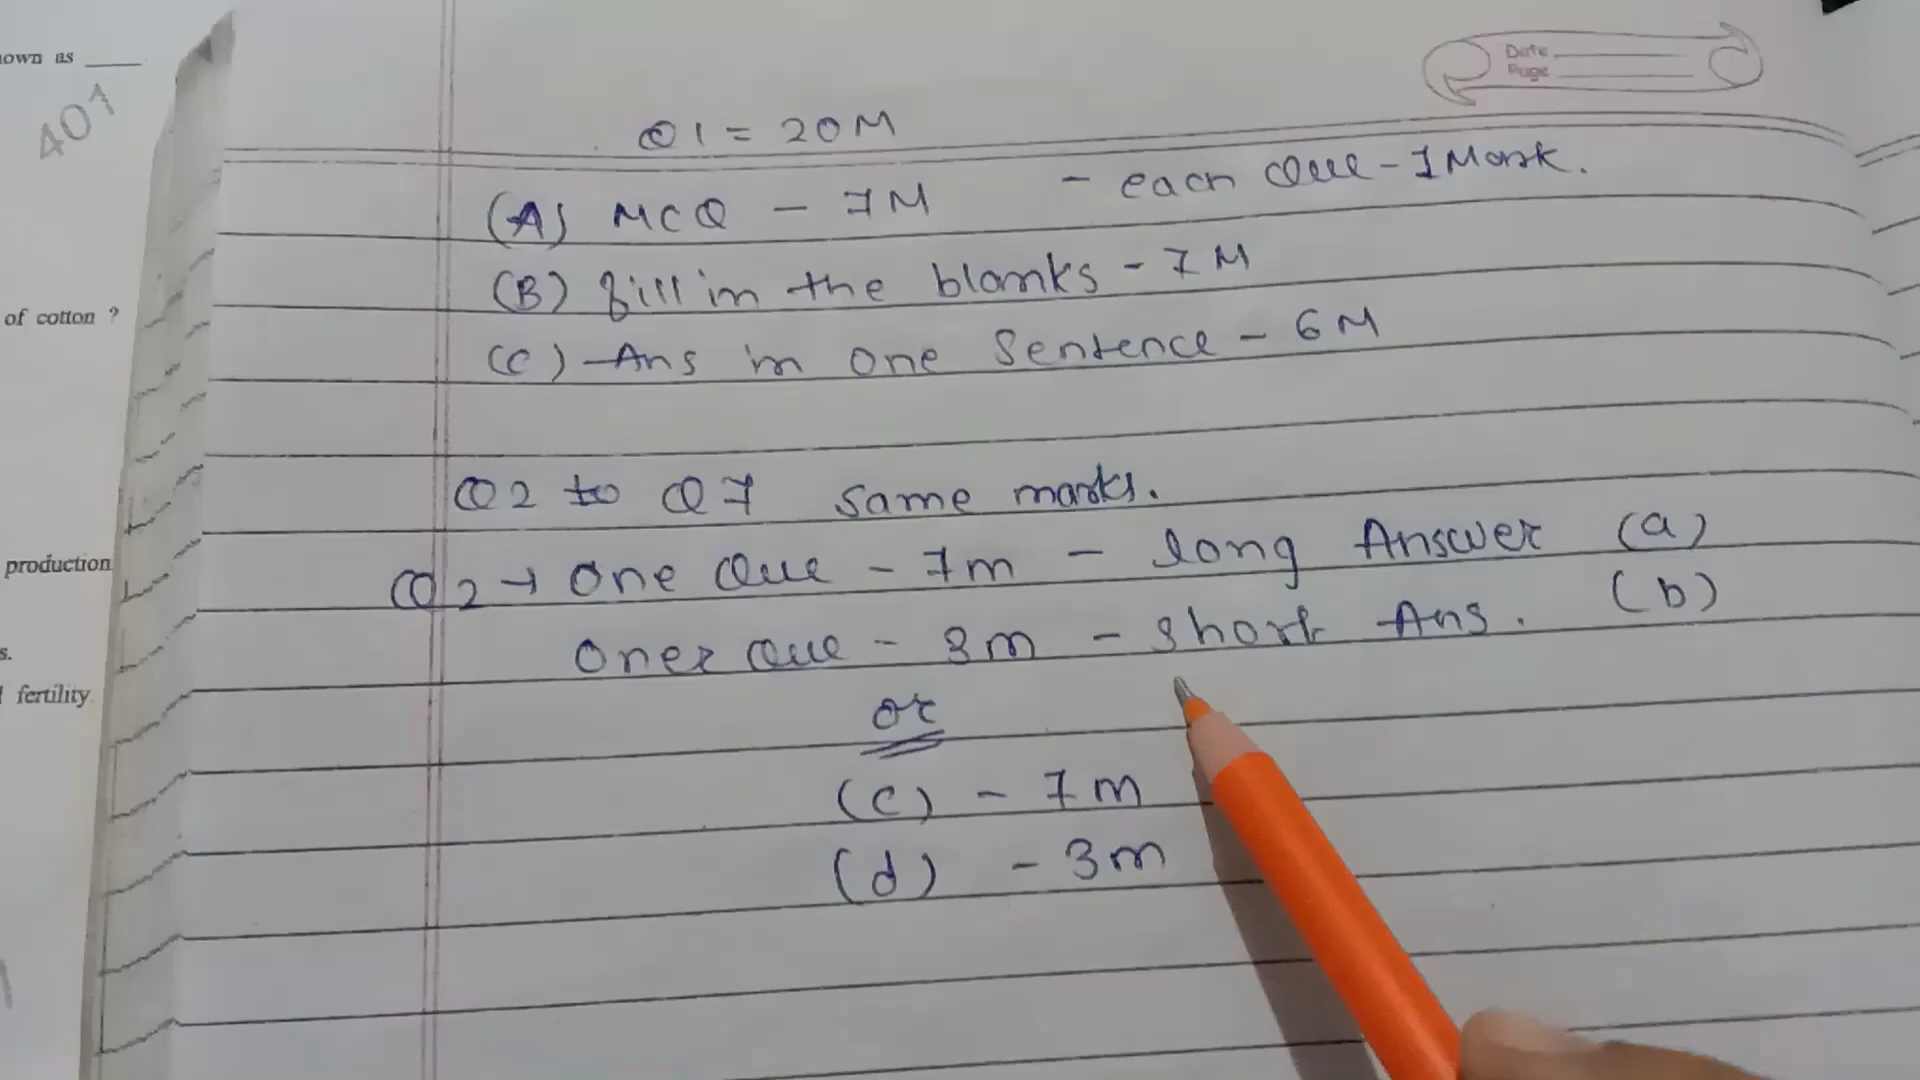 own as ____
401
of cotton ?
production
s.
fertility
Date
Page
Q1 = 20M
(A) MCQ - 7M - each Que - 1 Mark.
(B) fill in the blanks - 7M
(C) Ans in one Sentence - 6M
Q2 to Q7 same marks.
Q2 → One Que - 7m - long Answer (a)
One Que - 3m - short Ans. (b)
or
(c) - 7m
(d) - 3m